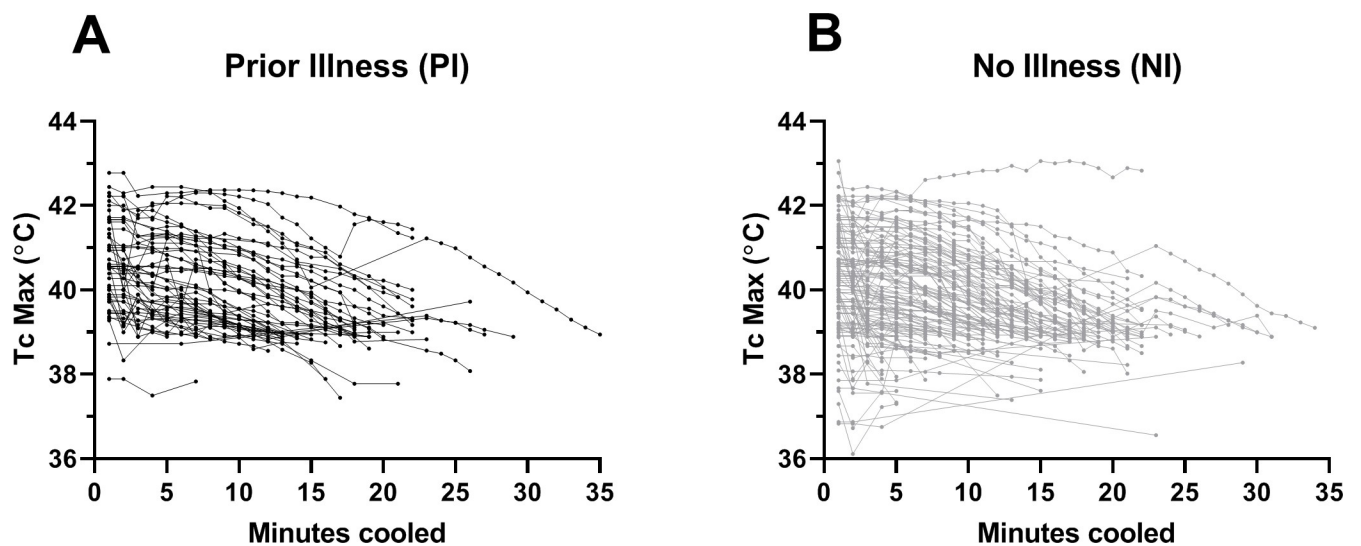 A
Prior Illness (PI)
44
42
40
38
36
Tc Max (°C)
0 5 10 15 20 25 30 35
Minutes cooled
B
No Illness (NI)
44
42
40
38
36
Tc Max (°C)
0 5 10 15 20 25 30 35
Minutes cooled